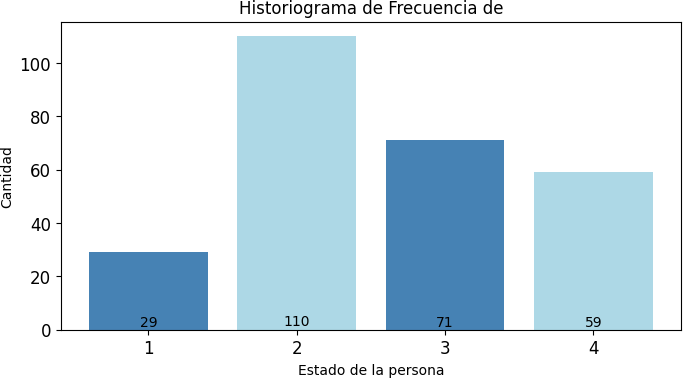 Historiograma de Frecuencia de
Cantidad
100
80
60
40
20
0
29 110 71 59
1 2 3 4
Estado de la persona